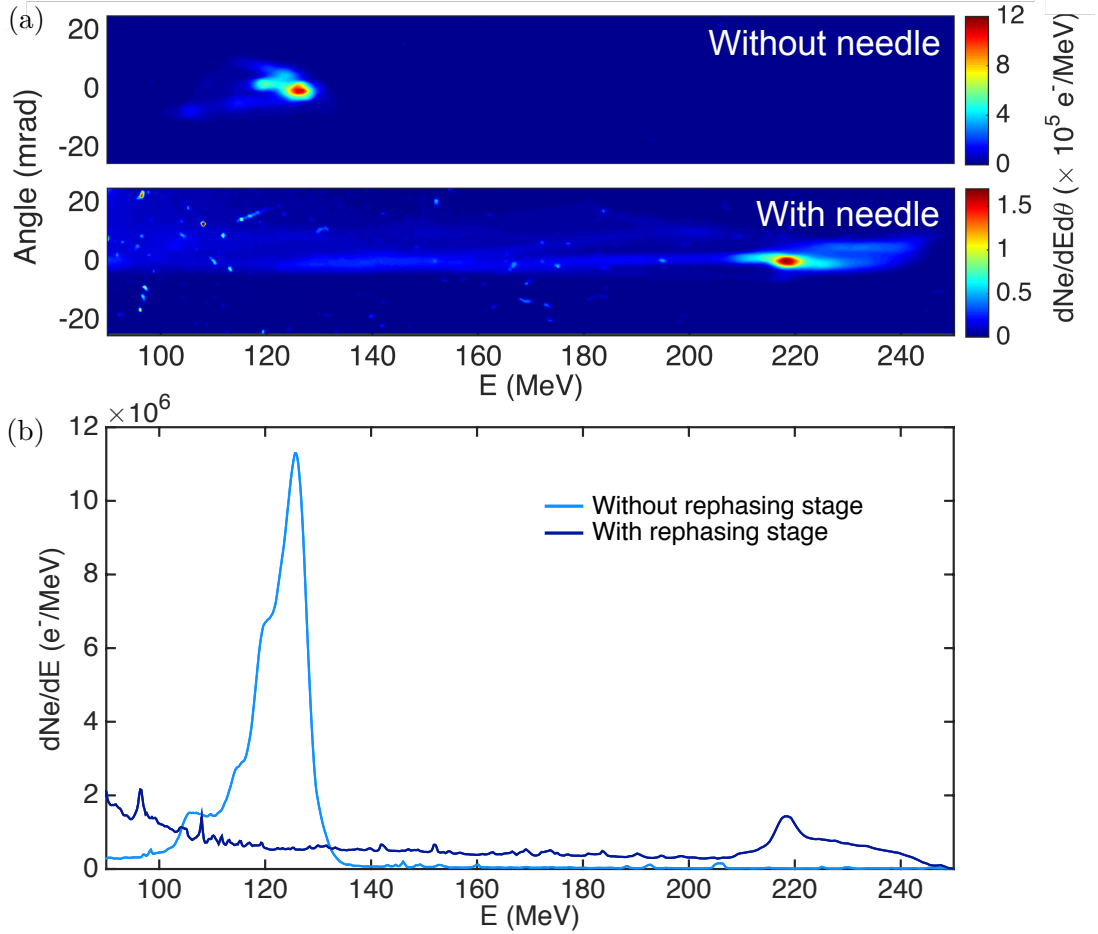 (a)
Without needle
With needle
Angle (mrad)
20
0
-20
20
0
-20
100 120 140 160 180 200 220 240
E (MeV)
12
8
4
0
1.5
1
0.5
0
dNe/dEdθ (× 10⁵ e⁻/MeV)
(b)
×10⁶
12
10
8
6
4
2
0
dNe/dE (e⁻/MeV)
Without rephasing stage
With rephasing stage
100 120 140 160 180 200 220 240
E (MeV)